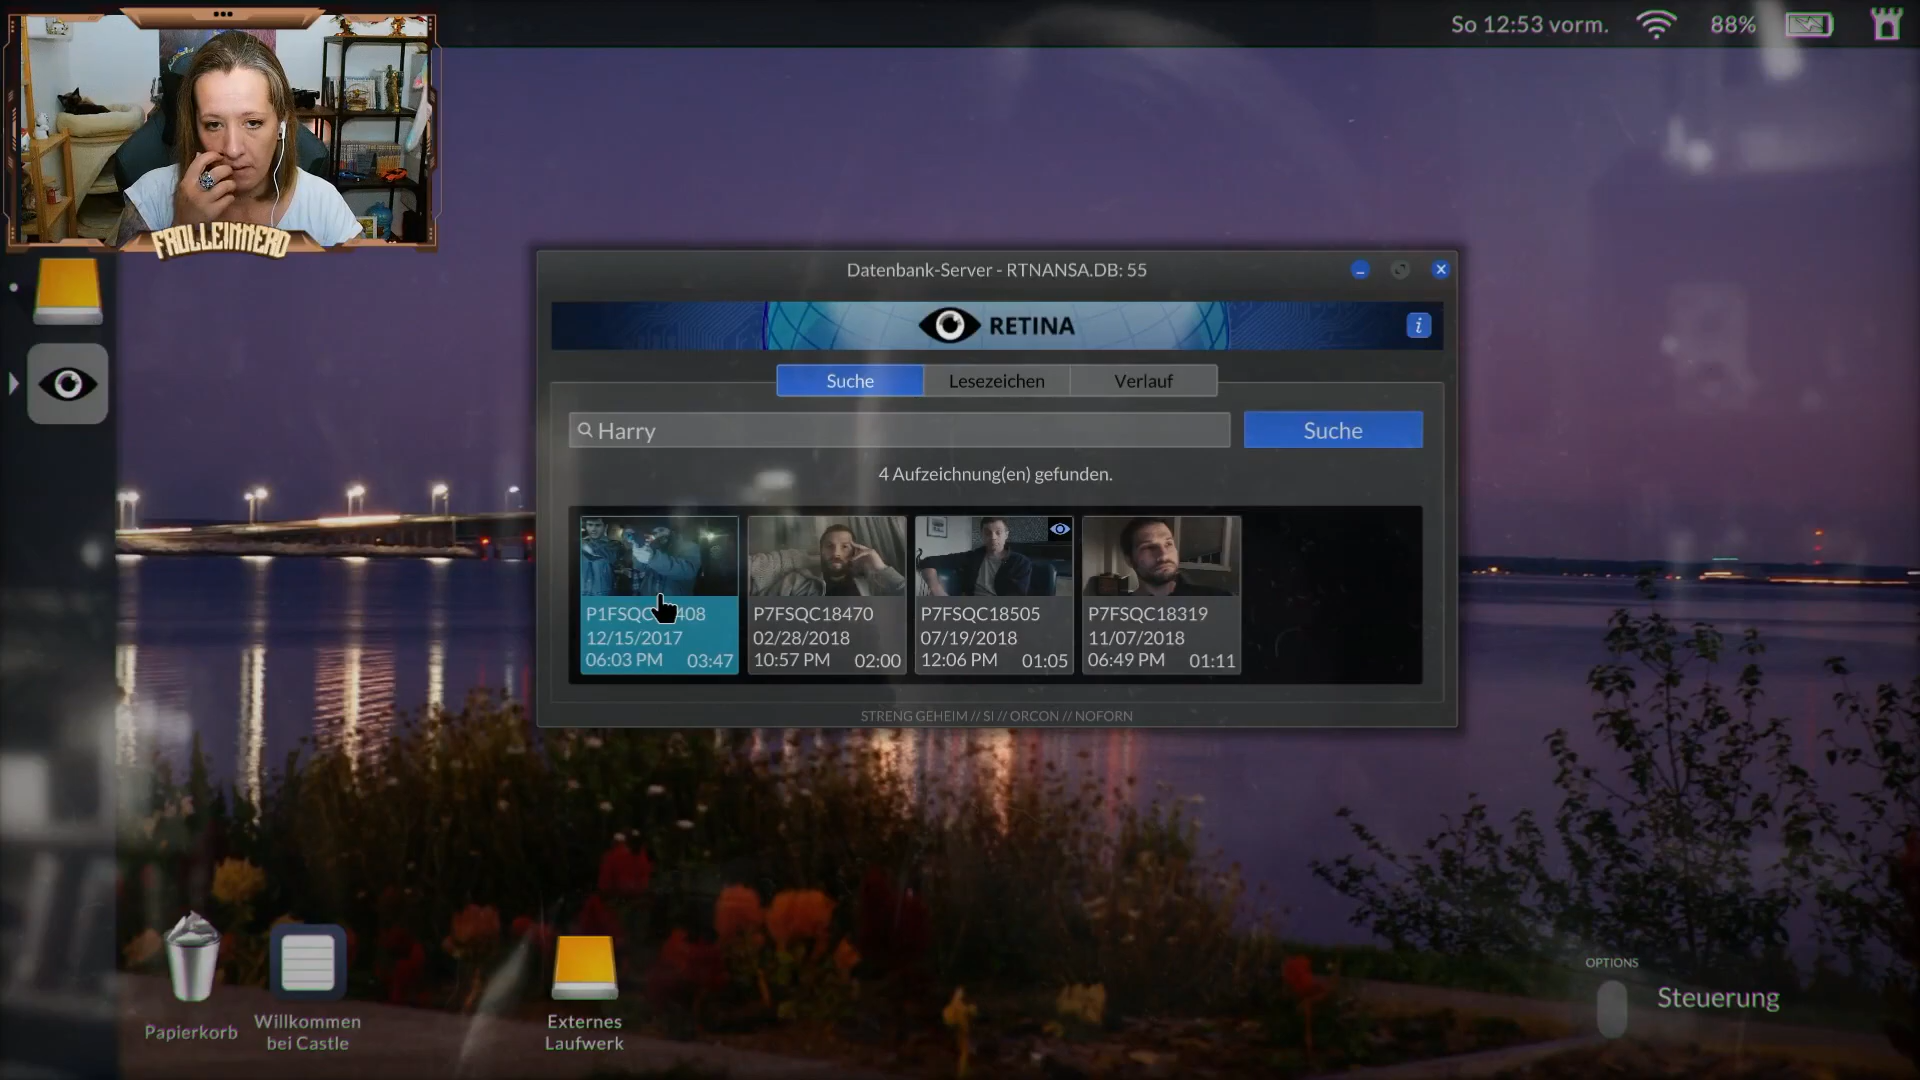 So 12:53 vorm.
88%
FROLLEINNERD
Datenbank-Server - RTNANSA.DB: 55
RETINA
i
Suche
Lesezeichen
Verlauf
Harry
Suche
4 Aufzeichnung(en) gefunden.
12/15/2017
06:03 PM 03:47
P7FSQC18470
02/28/2018
10:57 PM 02:00
P7FSQC18505
07/19/2018
12:06 PM 01:05
P7FSQC18319
11/07/2018
06:49 PM 01:11
STRENG GEHEIM // SI // ORCON // NOFORN
Papierkorb
Willkommen
bei Castle
Externes
Laufwerk
OPTIONS
Steuerung